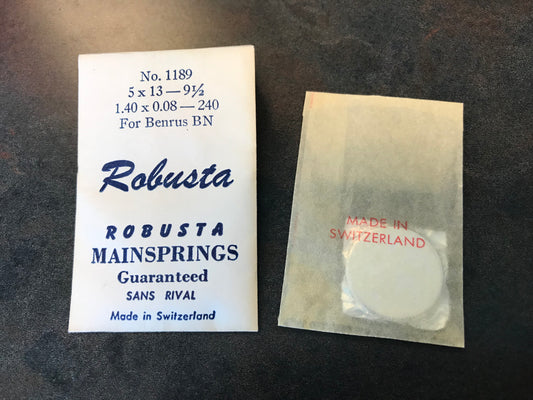 No. 1189
5 x 13 — 9½
1.40 x 0.08 — 240
For Benrus BN
Robusta
ROBUSTA
MAINSPRINGS
Guaranteed
SANS RIVAL
Made in Switzerland
MADE IN
SWITZERLAND